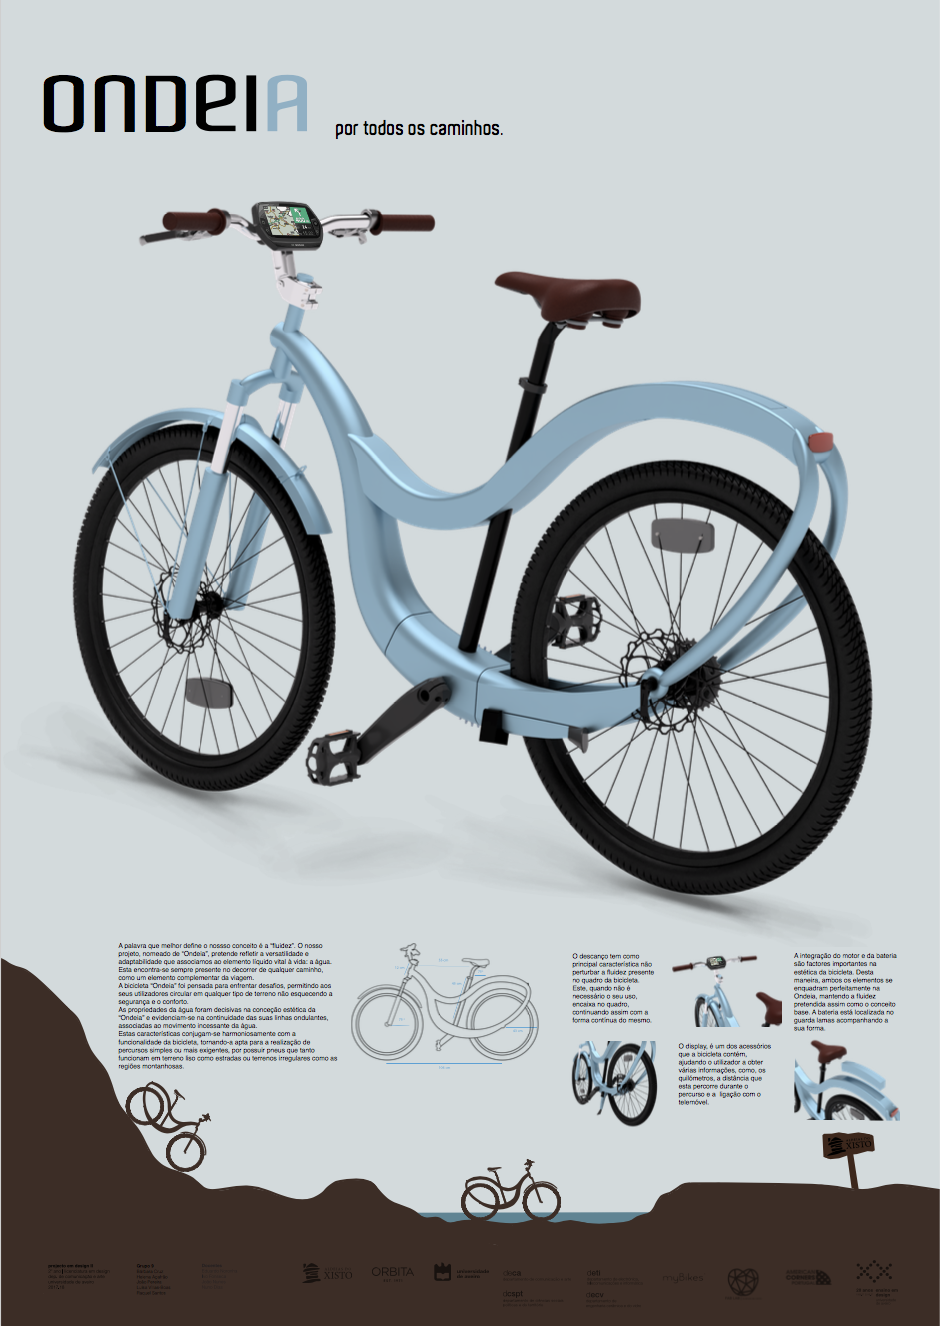 ONDEIA
por todos os caminhos.
A palavra que melhor define o nossso conceito é a "fluidez". O nosso
projeto, nomeado de "Ondeia", pretende refletir a versatilidade e
adaptabilidade que associamos ao elemento líquido vital à vida: a água.
Esta encontra-se sempre presente no decorrer de qualquer caminho,
como um elemento complementar da viagem.
A bicicleta "Ondeia" foi pensada para enfrentar desafios, permitindo aos
seus utilizadores circular em qualquer tipo de terreno não esquecendo a
segurança e o conforto.
As propriedades da água foram decisivas na conceção estética da
"Ondeia" e evidenciam-se na continuidade das suas linhas ondulantes,
associadas ao movimento incessante da água.
Estas características conjugam-se harmoniosamente com a
funcionalidade da bicicleta, tornando-a apta para a realização de
percursos simples ou mais exigentes, por possuir pneus que tanto
funcionam em terreno liso como estradas ou terrenos irregulares como as
regiões montanhosas.
O descanço tem como
principal característica não
perturbar a fluidez presente
no quadro da bicicleta.
Este, quando não é
necessário o seu uso,
encaixa no quadro,
continuando assim com a
forma contínua do mesmo.
A integração do motor e da bateria
são factores importantes na
estética da bicicleta. Desta
maneira, ambos os elementos se
enquadram perfeitamente na
Ondeia, mantendo a fluidez
pretendida assim como o conceito
base. A bateria está localizada no
guarda lamas acompanhando a
sua forma.
O display, é um dos acessórios
que a bicicleta contém,
ajudando o utilizador a obter
várias informações, como, os
quilómetros, a distância que
esta percorre durante o
percurso e a ligação com o
telemóvel.
XISTO
projeto em design II
Grupo 5
XISTO
ORBITA
universidade
de aveiro
myBikes